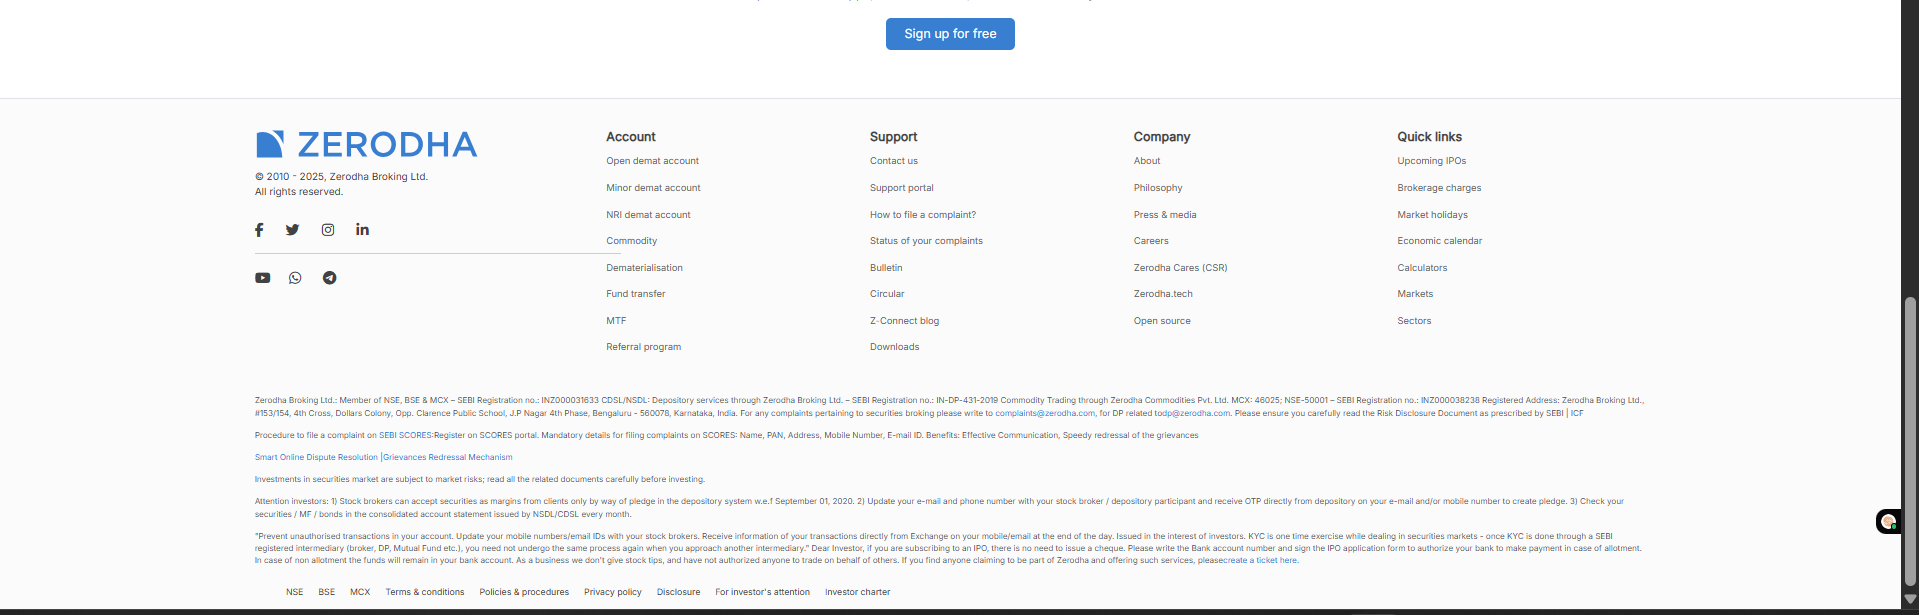 Sign up for free
ZERODHA
© 2010 - 2025, Zerodha Broking Ltd.
All rights reserved.
Account
Open demat account
Minor demat account
NRI demat account
Commodity
Dematerialisation
Fund transfer
MTF
Referral program
Support
Contact us
Support portal
How to file a complaint?
Status of your complaints
Bulletin
Circular
Z-Connect blog
Downloads
Company
About
Philosophy
Press & media
Careers
Zerodha Cares (CSR)
Zerodha.tech
Open source
Quick links
Upcoming IPOs
Brokerage charges
Market holidays
Economic calendar
Calculators
Markets
Sectors
Zerodha Broking Ltd.: Member of NSE, BSE & MCX – SEBI Registration no.: INZ000031633 CDSL/NSDL: Depository services through Zerodha Broking Ltd. – SEBI Registration no.: IN-DP-431-2019 Commodity Trading through Zerodha Commodities Pvt. Ltd. MCX: 46025; NSE-50001 – SEBI Registration no.: INZ000038238 Registered Address: Zerodha Broking Ltd.,
#153/154, 4th Cross, Dollars Colony, Opp. Clarence Public School, J.P Nagar 4th Phase, Bengaluru - 560078, Karnataka, India. For any complaints pertaining to securities broking please write to complaints@zerodha.com, for DP related todp@zerodha.com. Please ensure you carefully read the Risk Disclosure Document as prescribed by SEBI | ICF
Procedure to file a complaint on SEBI SCORES:Register on SCORES portal. Mandatory details for filing complaints on SCORES: Name, PAN, Address, Mobile Number, E-mail ID. Benefits: Effective Communication, Speedy redressal of the grievances
Smart Online Dispute Resolution |Grievances Redressal Mechanism
Investments in securities market are subject to market risks; read all the related documents carefully before investing.
Attention investors: 1) Stock brokers can accept securities as margins from clients only by way of pledge in the depository system w.e.f September 01, 2020. 2) Update your e-mail and phone number with your stock broker / depository participant and receive OTP directly from depository on your e-mail and/or mobile number to create pledge. 3) Check your
securities / MF / bonds in the consolidated account statement issued by NSDL/CDSL every month.
"Prevent unauthorised transactions in your account. Update your mobile numbers/email IDs with your stock brokers. Receive information of your transactions directly from Exchange on your mobile/email at the end of the day. Issued in the interest of investors. KYC is one time exercise while dealing in securities markets - once KYC is done through a SEBI
registered intermediary (broker, DP, Mutual Fund etc.), you need not undergo the same process again when you approach another intermediary." Dear Investor, if you are subscribing to an IPO, there is no need to issue a cheque. Please write the Bank account number and sign the IPO application form to authorize your bank to make payment in case of allotment.
In case of non allotment the funds will remain in your bank account. As a business we don't give stock tips, and have not authorized anyone to trade on behalf of others. If you find anyone claiming to be part of Zerodha and offering such services, pleasecreate a ticket here.
NSE BSE MCX Terms & conditions Policies & procedures Privacy policy Disclosure For investor's attention Investor charter